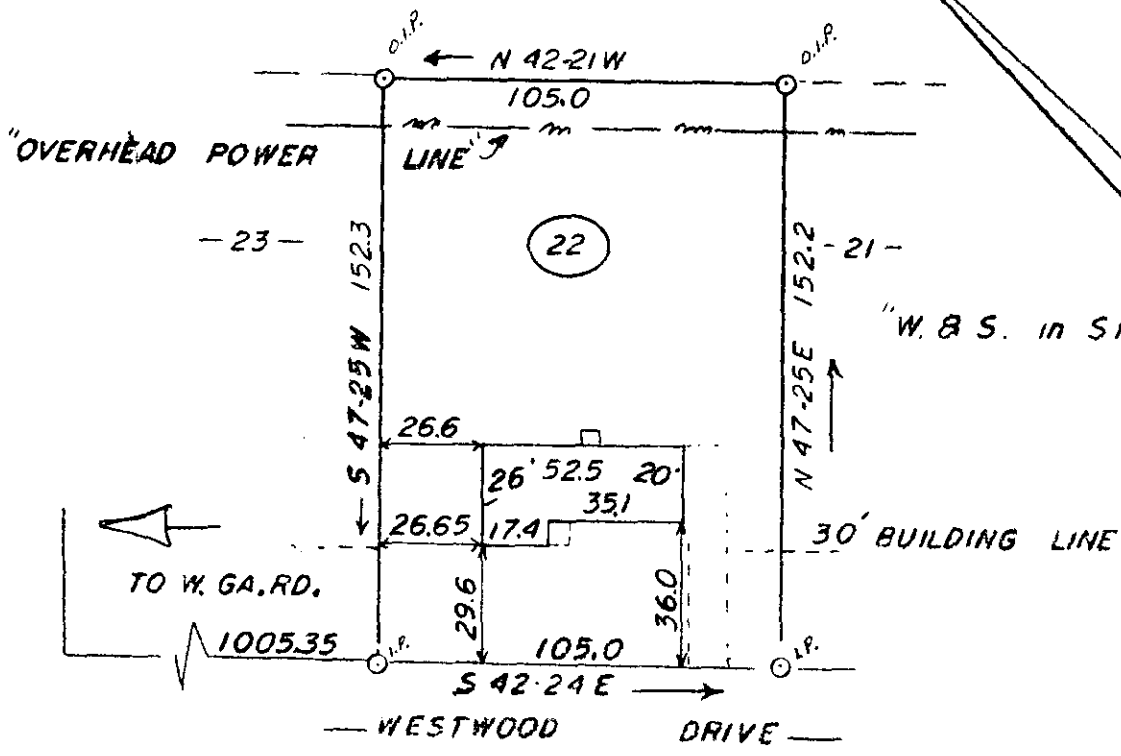 O.I.P.
O.I.P.
N 42-21W
105.0
"OVERHEAD POWER LINE"
- 23 -
22
- 21 -
S 47-25W 152.3
N 47-25E 152.2
"W. & S. in
26.6
26' 52.5 20'
35.1
26.65 17.4
30' BUILDING LINE
TO W. GA. RD.
29.6
36.0
1005.35
I.P.
105.0
I.P.
S 42-24E
— WESTWOOD DRIVE —